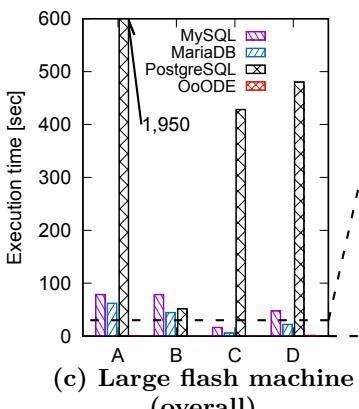 600
500
400
300
200
100
0
Execution time [sec]
MySQL
MariaDB
PostgreSQL
OoODE
1,950
A B C D
(c) Large flash machine
(overall)